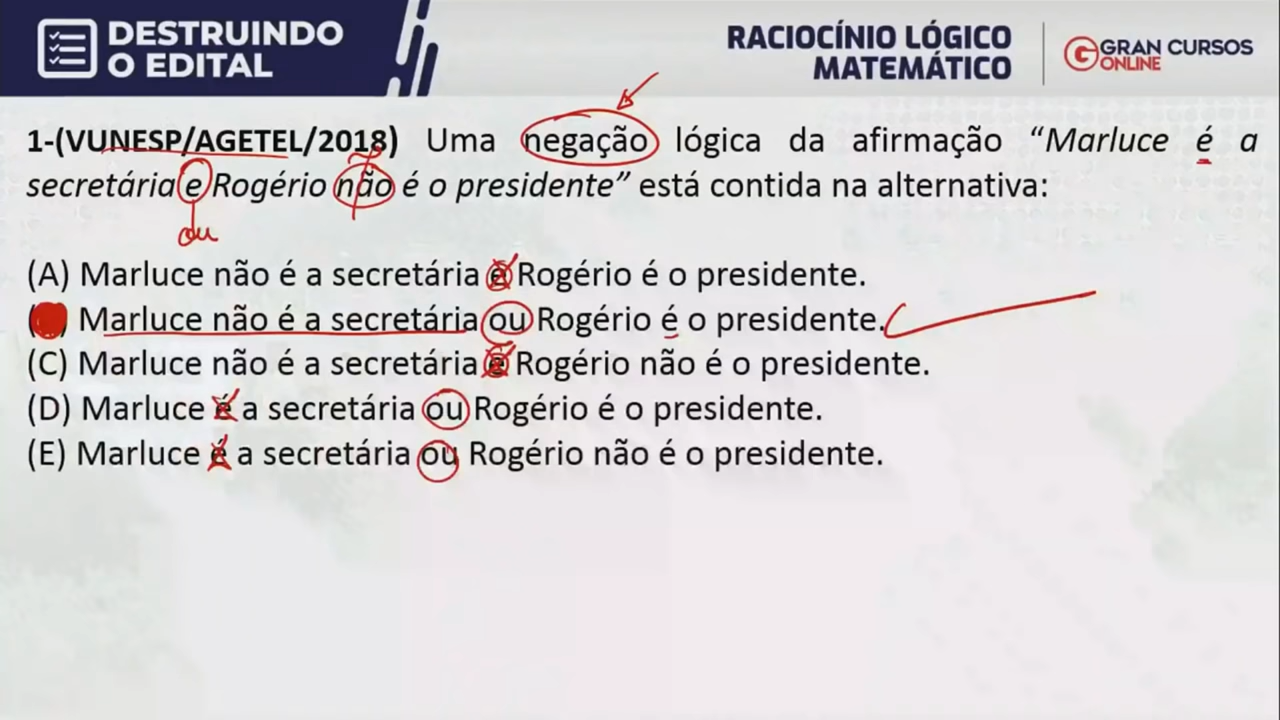 DESTRUINDO
O EDITAL
RACIOCÍNIO LÓGICO
MATEMÁTICO
GRAN CURSOS
ONLINE
1-(VUNESP/AGETEL/2018) Uma negação lógica da afirmação “Marluce é a
secretária e Rogério não é o presidente” está contida na alternativa:
ou
(A) Marluce não é a secretária e Rogério é o presidente.
Marluce não é a secretária ou Rogério é o presidente.
(C) Marluce não é a secretária e Rogério não é o presidente.
(D) Marluce é a secretária ou Rogério é o presidente.
(E) Marluce é a secretária ou Rogério não é o presidente.